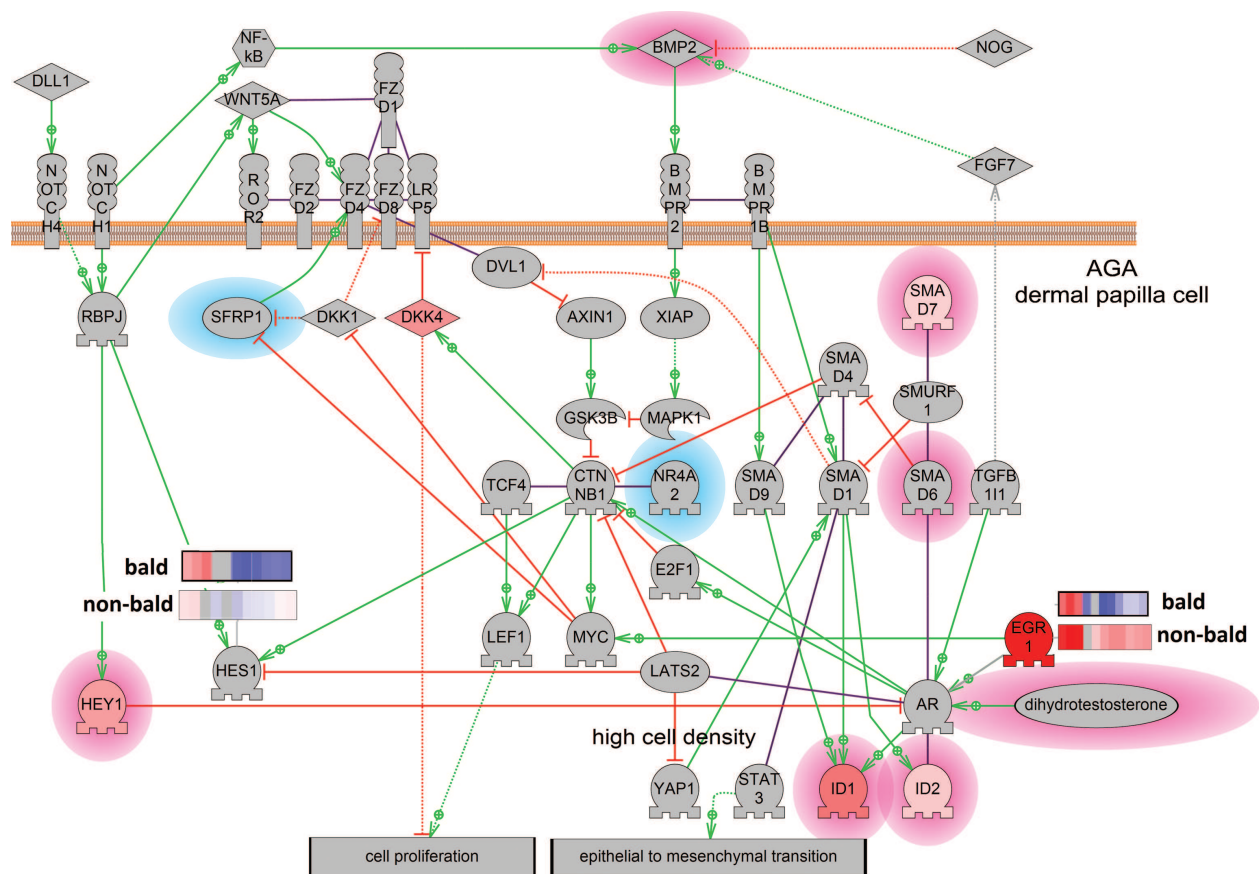 NF-
kB
BMP2
NOG
DLL1
WNT5A
FZ
D1
FGF7
N
OT
C
H4
N
OT
C
H1
R
O
R2
FZ
D2
FZ
D4
FZ
D8
LR
P5
B
M
PR
2
B
M
PR
1B
AGA
dermal papilla cell
DVL1
RBPJ
SFRP1
DKK1
DKK4
AXIN1
XIAP
SMA
D7
SMA
D4
SMURF
1
GSK3B
MAPK1
TCF4
CTN
NB1
NR4A
2
SMA
D9
SMA
D1
SMA
D6
TGFB
1I1
bald
non-bald
E2F1
bald
non-bald
EGR
1
LEF1
MYC
HES1
LATS2
HEY1
AR
dihydrotestosterone
high cell density
YAP1
STAT
3
ID1
ID2
cell proliferation
epithelial to mesenchymal transition